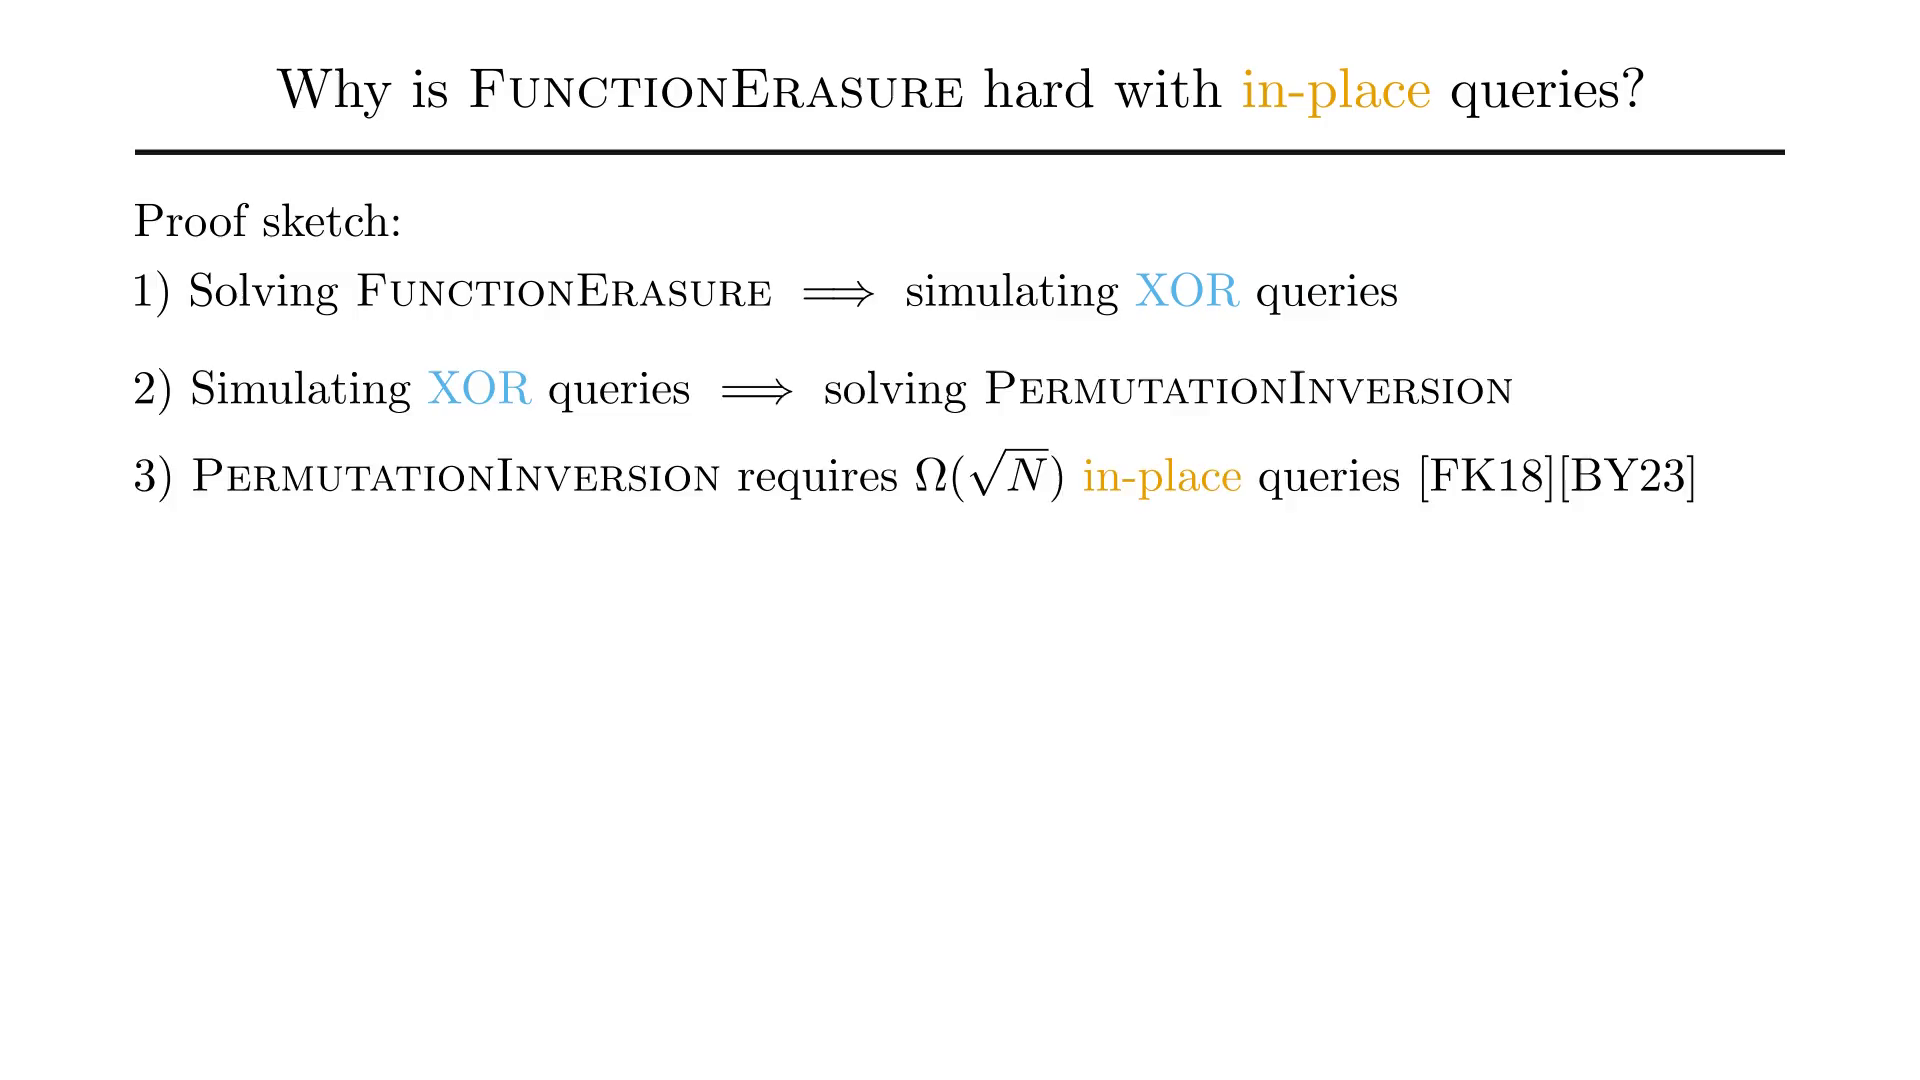 Why is FUNCTIONERASURE hard with in-place queries?
Proof sketch:
1) Solving FUNCTIONERASURE ⟹ simulating XOR queries
2) Simulating XOR queries ⟹ solving PERMUTATIONINVERSION
3) PERMUTATIONINVERSION requires Ω(√N) in-place queries [FK18][BY23]